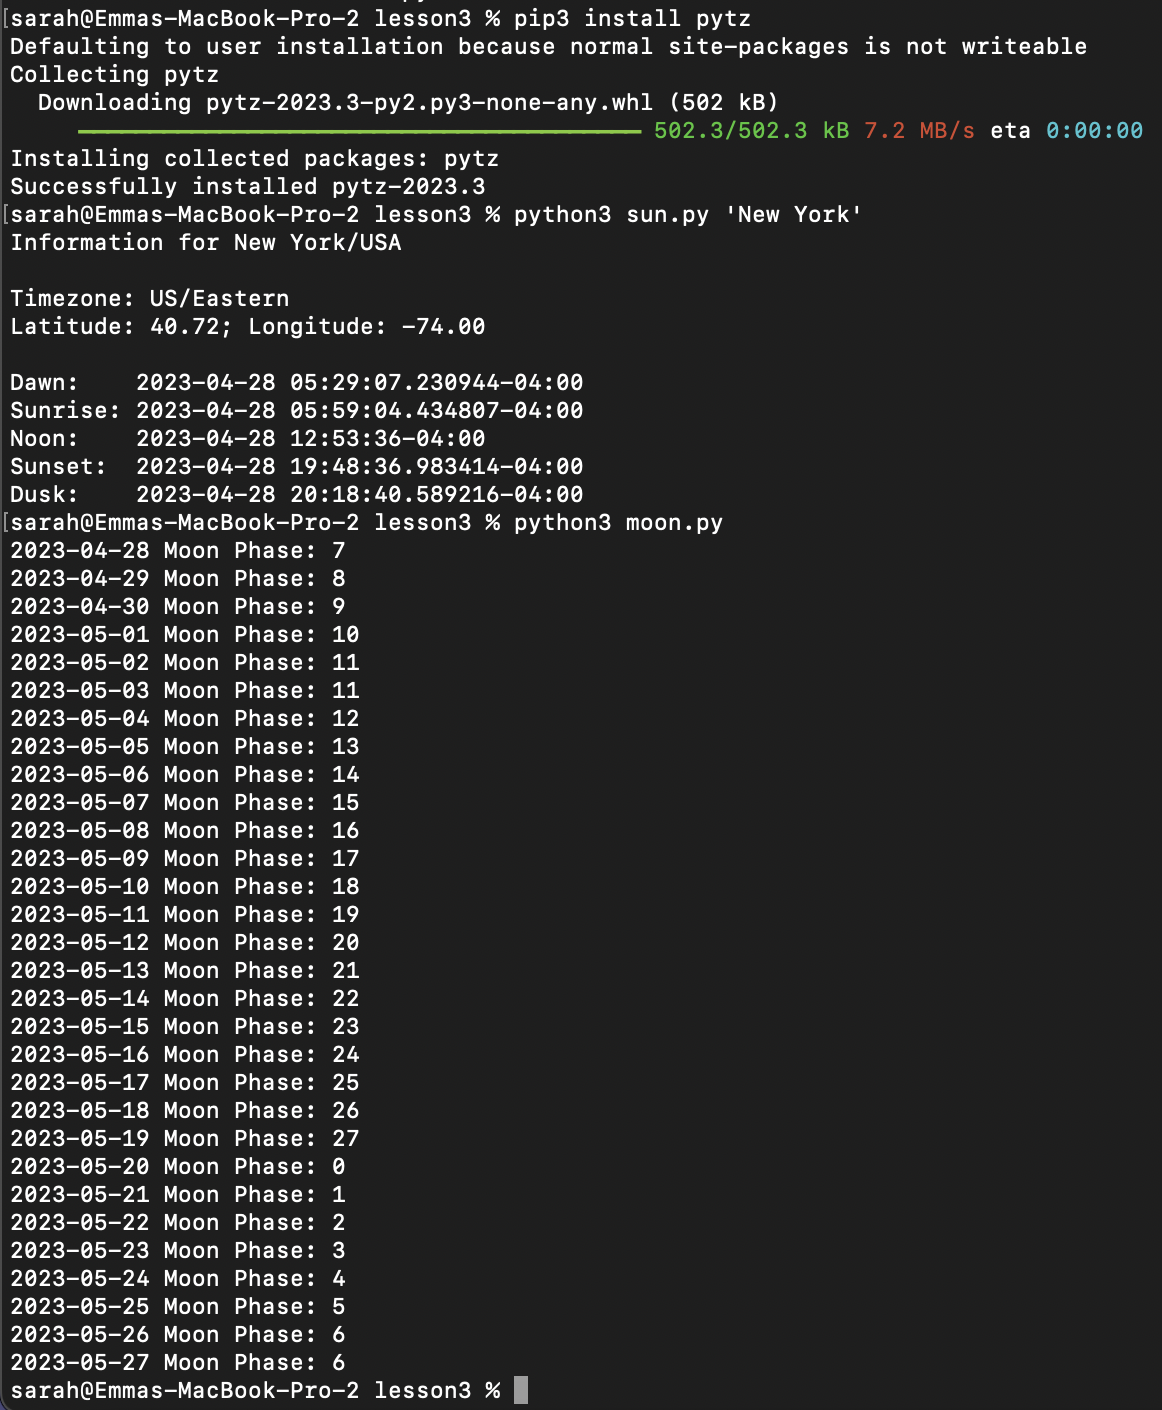 [sarah@Emmas-MacBook-Pro-2 lesson3 % pip3 install pytz
Defaulting to user installation because normal site-packages is not writeable
Collecting pytz
  Downloading pytz-2023.3-py2.py3-none-any.whl (502 kB)
     ━━━━━━━━━━━━━━━━━━━━━━━━━━━━━━━━━━━━━━━━ 502.3/502.3 kB 7.2 MB/s eta 0:00:00
Installing collected packages: pytz
Successfully installed pytz-2023.3
[sarah@Emmas-MacBook-Pro-2 lesson3 % python3 sun.py 'New York'
Information for New York/USA

Timezone: US/Eastern
Latitude: 40.72; Longitude: -74.00

Dawn:    2023-04-28 05:29:07.230944-04:00
Sunrise: 2023-04-28 05:59:04.434807-04:00
Noon:    2023-04-28 12:53:36-04:00
Sunset:  2023-04-28 19:48:36.983414-04:00
Dusk:    2023-04-28 20:18:40.589216-04:00
[sarah@Emmas-MacBook-Pro-2 lesson3 % python3 moon.py
2023-04-28 Moon Phase: 7
2023-04-29 Moon Phase: 8
2023-04-30 Moon Phase: 9
2023-05-01 Moon Phase: 10
2023-05-02 Moon Phase: 11
2023-05-03 Moon Phase: 11
2023-05-04 Moon Phase: 12
2023-05-05 Moon Phase: 13
2023-05-06 Moon Phase: 14
2023-05-07 Moon Phase: 15
2023-05-08 Moon Phase: 16
2023-05-09 Moon Phase: 17
2023-05-10 Moon Phase: 18
2023-05-11 Moon Phase: 19
2023-05-12 Moon Phase: 20
2023-05-13 Moon Phase: 21
2023-05-14 Moon Phase: 22
2023-05-15 Moon Phase: 23
2023-05-16 Moon Phase: 24
2023-05-17 Moon Phase: 25
2023-05-18 Moon Phase: 26
2023-05-19 Moon Phase: 27
2023-05-20 Moon Phase: 0
2023-05-21 Moon Phase: 1
2023-05-22 Moon Phase: 2
2023-05-23 Moon Phase: 3
2023-05-24 Moon Phase: 4
2023-05-25 Moon Phase: 5
2023-05-26 Moon Phase: 6
2023-05-27 Moon Phase: 6
sarah@Emmas-MacBook-Pro-2 lesson3 %